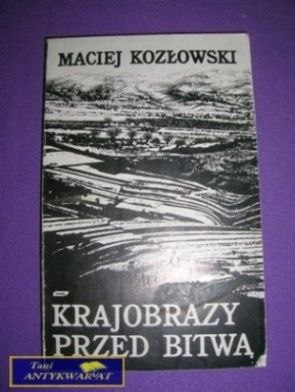 MACIEJ KOZŁOWSKI
KRAJOBRAZY
PRZED BITWĄ
Tani
ANTYKWARIAT